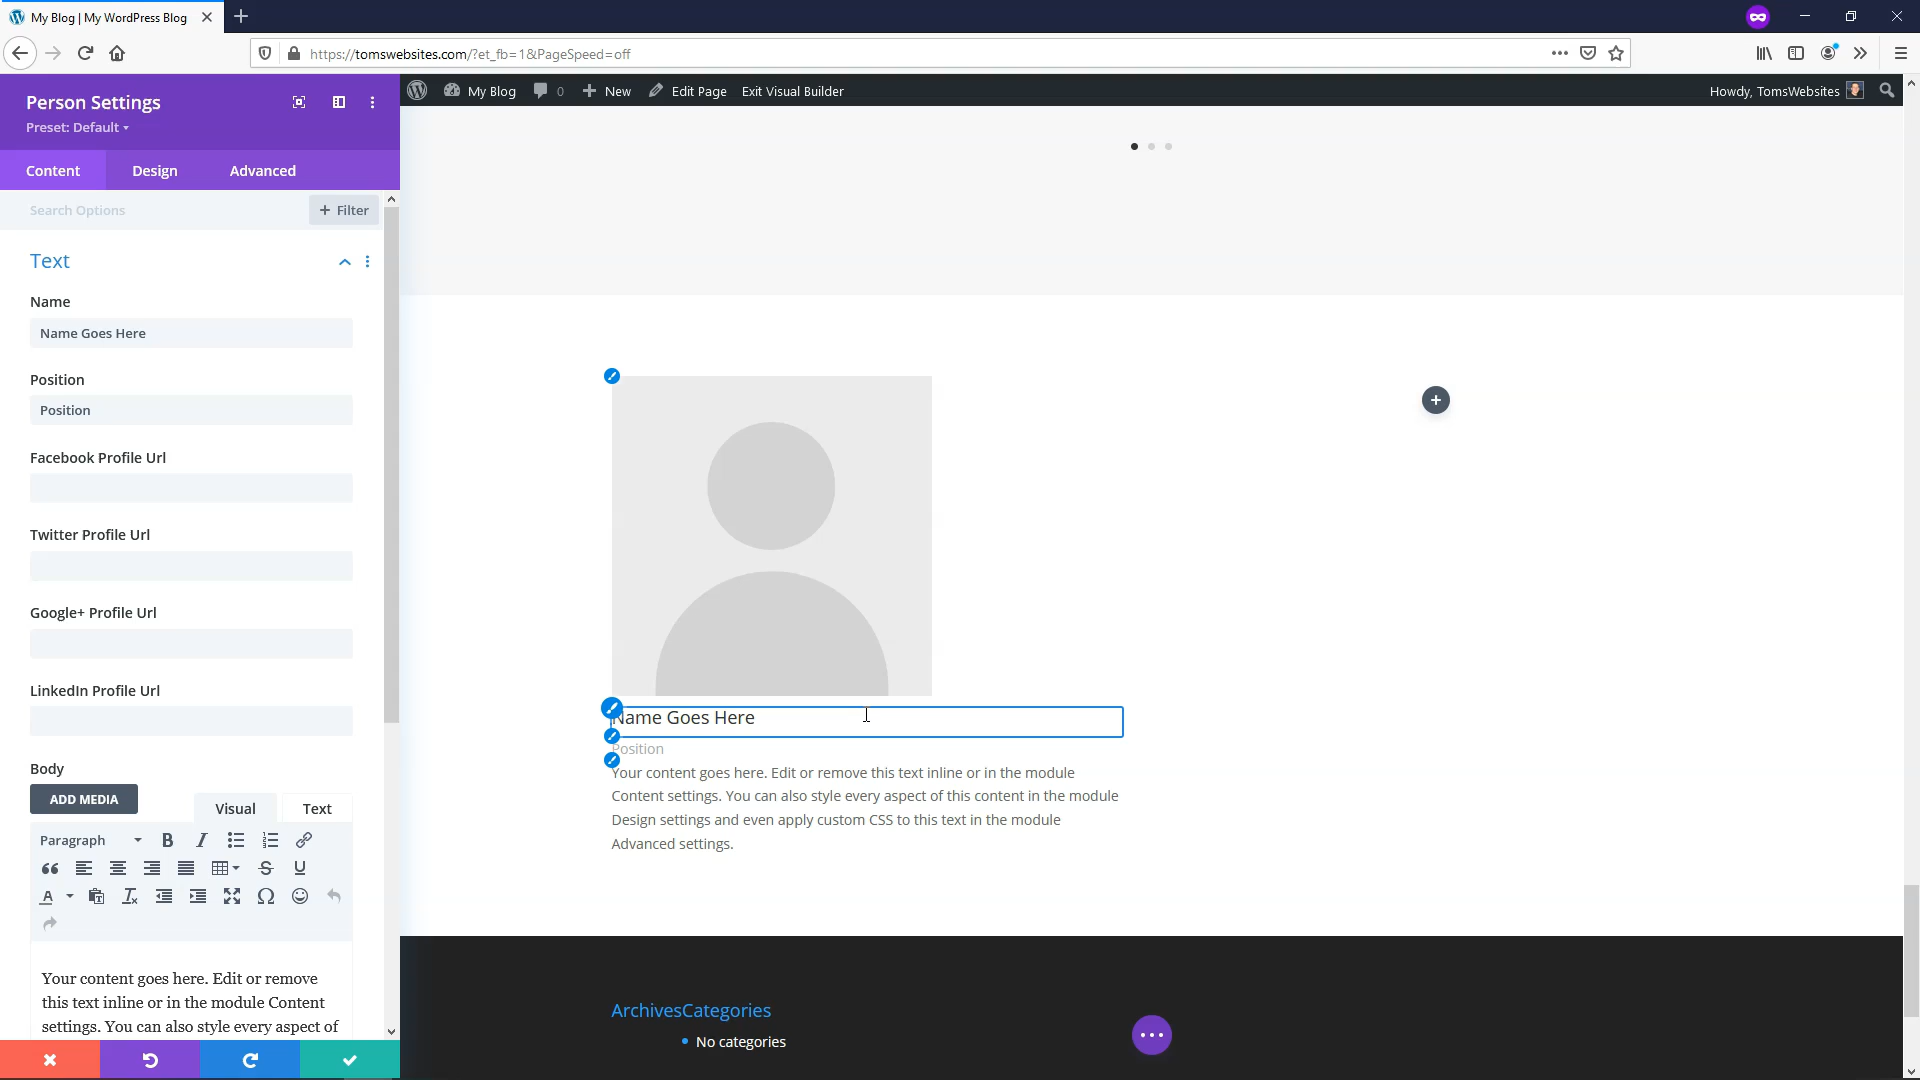 My Blog | My WordPress Blog
https://tomswebsites.com/?et_fb=1&PageSpeed=off
Person Settings
Preset: Default
Content
Design
Advanced
Search Options
+ Filter
Text
Name
Name Goes Here
Position
Position
Facebook Profile Url
Twitter Profile Url
Google+ Profile Url
LinkedIn Profile Url
Body
ADD MEDIA
Visual
Text
Paragraph
Your content goes here. Edit or remove
this text inline or in the module Content
settings. You can also style every aspect of
My Blog
0
New
Edit Page
Exit Visual Builder
Howdy, TomsWebsites
Name Goes Here
Position
Your content goes here. Edit or remove this text inline or in the module
Content settings. You can also style every aspect of this content in the module
Design settings and even apply custom CSS to this text in the module
Advanced settings.
ArchivesCategories
No categories